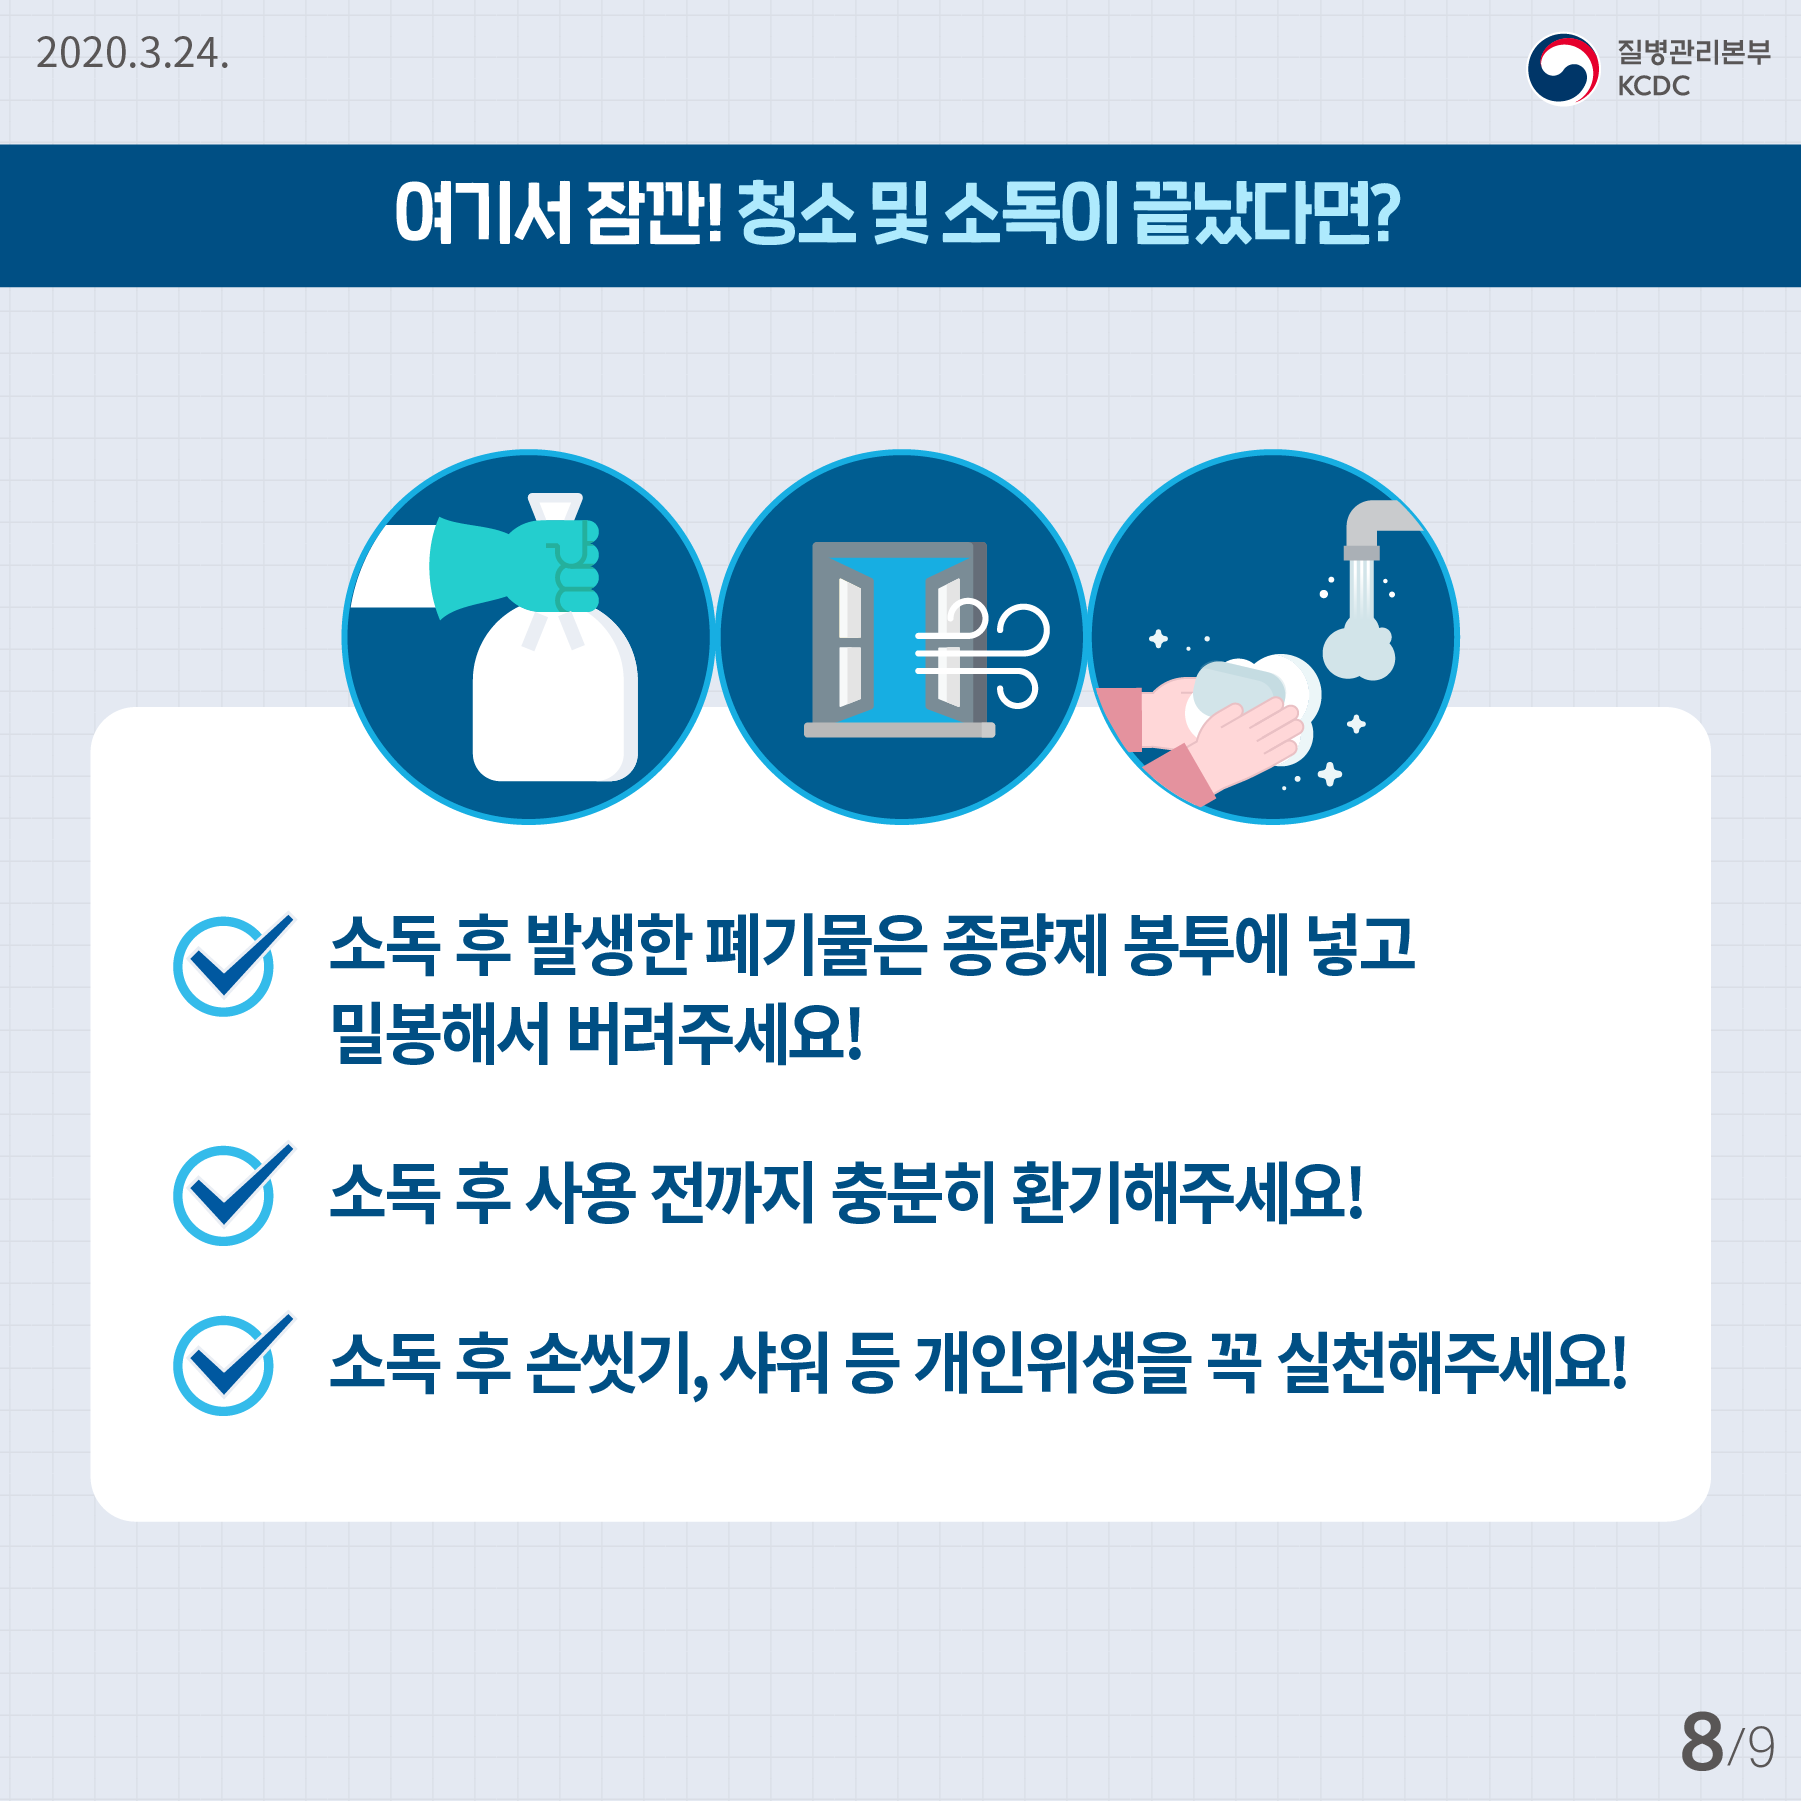 2020.3.24.
질병관리본부
KCDC
여기서 잠깐! 청소 및 소독이 끝났다면?
소독 후 발생한 폐기물은 종량제 봉투에 넣고
밀봉해서 버려주세요!
소독 후 사용 전까지 충분히 환기해주세요!
소독 후 손씻기, 샤워 등 개인위생을 꼭 실천해주세요!
8/9